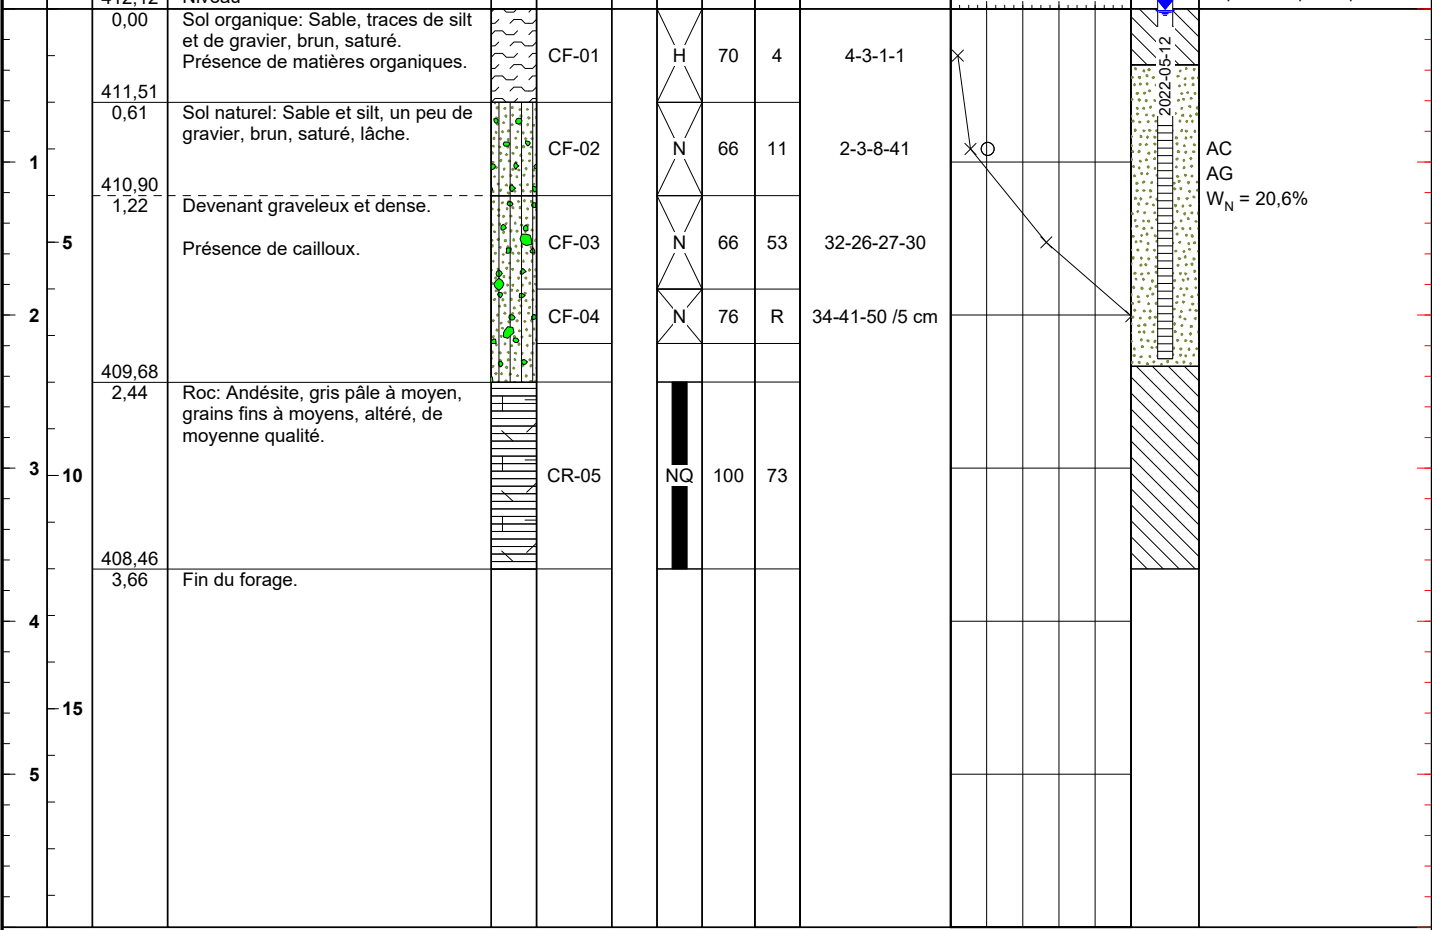 412,12 Niveau
0,00 Sol organique: Sable, traces de silt
et de gravier, brun, saturé.
Présence de matières organiques.
CF-01 H 70 4 4-3-1-1
2022-05-12
411,51
0,61 Sol naturel: Sable et silt, un peu de
gravier, brun, saturé, lâche.
CF-02 N 66 11 2-3-8-41
AC
AG
W_N = 20,6%
1
410,90
1,22 Devenant graveleux et dense.
Présence de cailloux.
5
CF-03 N 66 53 32-26-27-30
2
CF-04 N 76 R 34-41-50 /5 cm
409,68
2,44 Roc: Andésite, gris pâle à moyen,
grains fins à moyens, altéré, de
moyenne qualité.
3
10
CR-05 NQ 100 73
408,46
3,66 Fin du forage.
4
15
5